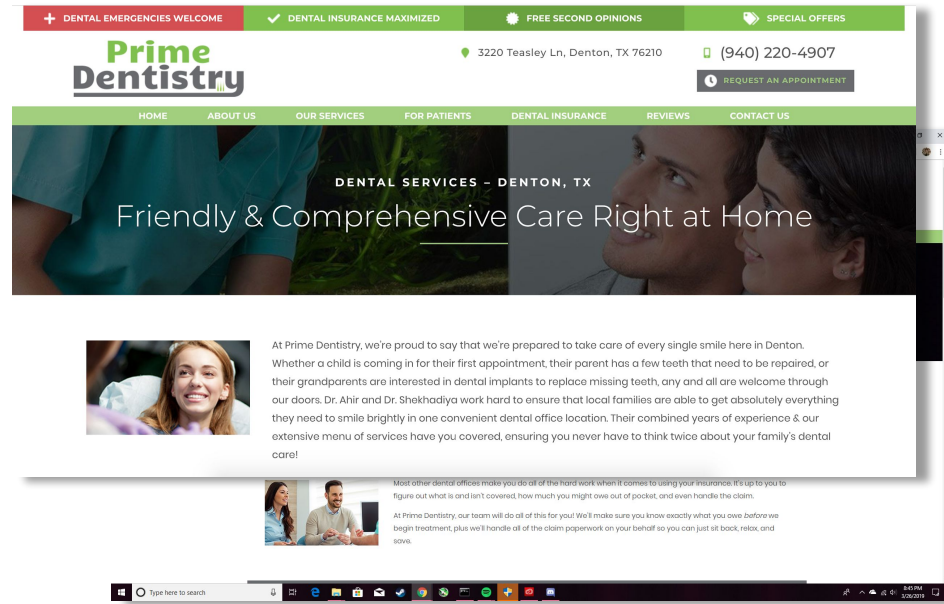 DENTAL EMERGENCIES WELCOME
DENTAL INSURANCE MAXIMIZED
FREE SECOND OPINIONS
SPECIAL OFFERS
Prime
Dentistry
3220 Teasley Ln, Denton, TX 76210
(940) 220-4907
REQUEST AN APPOINTMENT
HOME
ABOUT US
OUR SERVICES
FOR PATIENTS
DENTAL INSURANCE
REVIEWS
CONTACT US
DENTAL SERVICES – DENTON, TX
Friendly & Comprehensive Care Right at Home
At Prime Dentistry, we're proud to say that we're prepared to take care of every single smile here in Denton.
Whether a child is coming in for their first appointment, their parent has a few teeth that need to be repaired, or
their grandparents are interested in dental implants to replace missing teeth, any and all are welcome through
our doors. Dr. Ahir and Dr. Shekhadiya work hard to ensure that local families are able to get absolutely everything
they need to smile brightly in one convenient dental office location. Their combined years of experience & our
extensive menu of services have you covered, ensuring you never have to think twice about your family's dental
care!
Most other dental offices make you do all of the hard work when it comes to using your insurance. It's up to you to
figure out what is and isn't covered, how much you might owe out of pocket, and even handle the claim.
At Prime Dentistry, our team will do all of this for you! We'll make sure you know exactly what you owe before we
begin treatment, plus we'll handle all of the claim paperwork on your behalf so you can just sit back, relax, and
save.
Type here to search
8:45 PM
3/26/2019